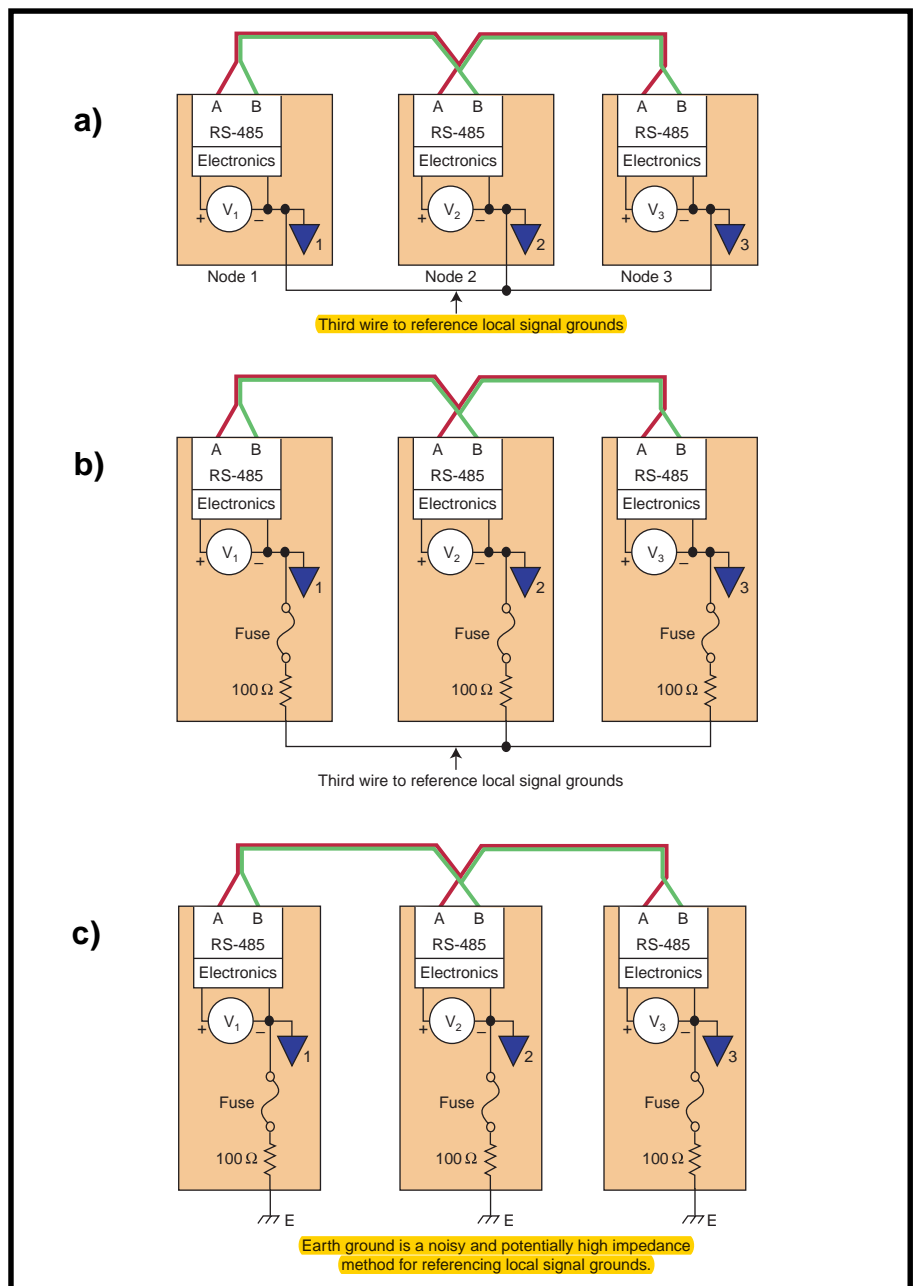 a)
A B A B A B
RS-485 RS-485 RS-485
Electronics Electronics Electronics
+ V1 – + V2 – + V3 –
1 2 3
Node 1 Node 2 Node 3
Third wire to reference local signal grounds
b)
A B A B A B
RS-485 RS-485 RS-485
Electronics Electronics Electronics
+ V1 – + V2 – + V3 –
1 2 3
Fuse Fuse Fuse
100 Ω 100 Ω 100 Ω
Third wire to reference local signal grounds
c)
A B A B A B
RS-485 RS-485 RS-485
Electronics Electronics Electronics
+ V1 – + V2 – + V3 –
1 2 3
Fuse Fuse Fuse
100 Ω 100 Ω 100 Ω
E E E
Earth ground is a noisy and potentially high impedance
method for referencing local signal grounds.